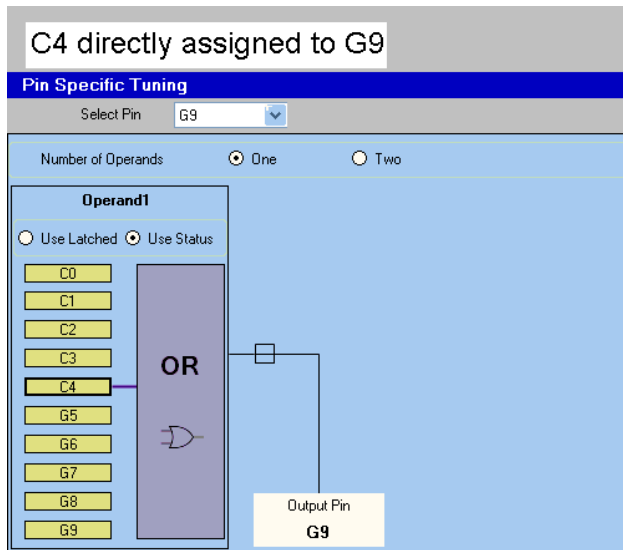 C4 directly assigned to G9
Pin Specific Tuning
Select Pin G9
Number of Operands One Two
Operand1
Use Latched Use Status
C0
C1
C2
C3
C4
G5
G6
G7
G8
G9
OR
Output Pin
G9